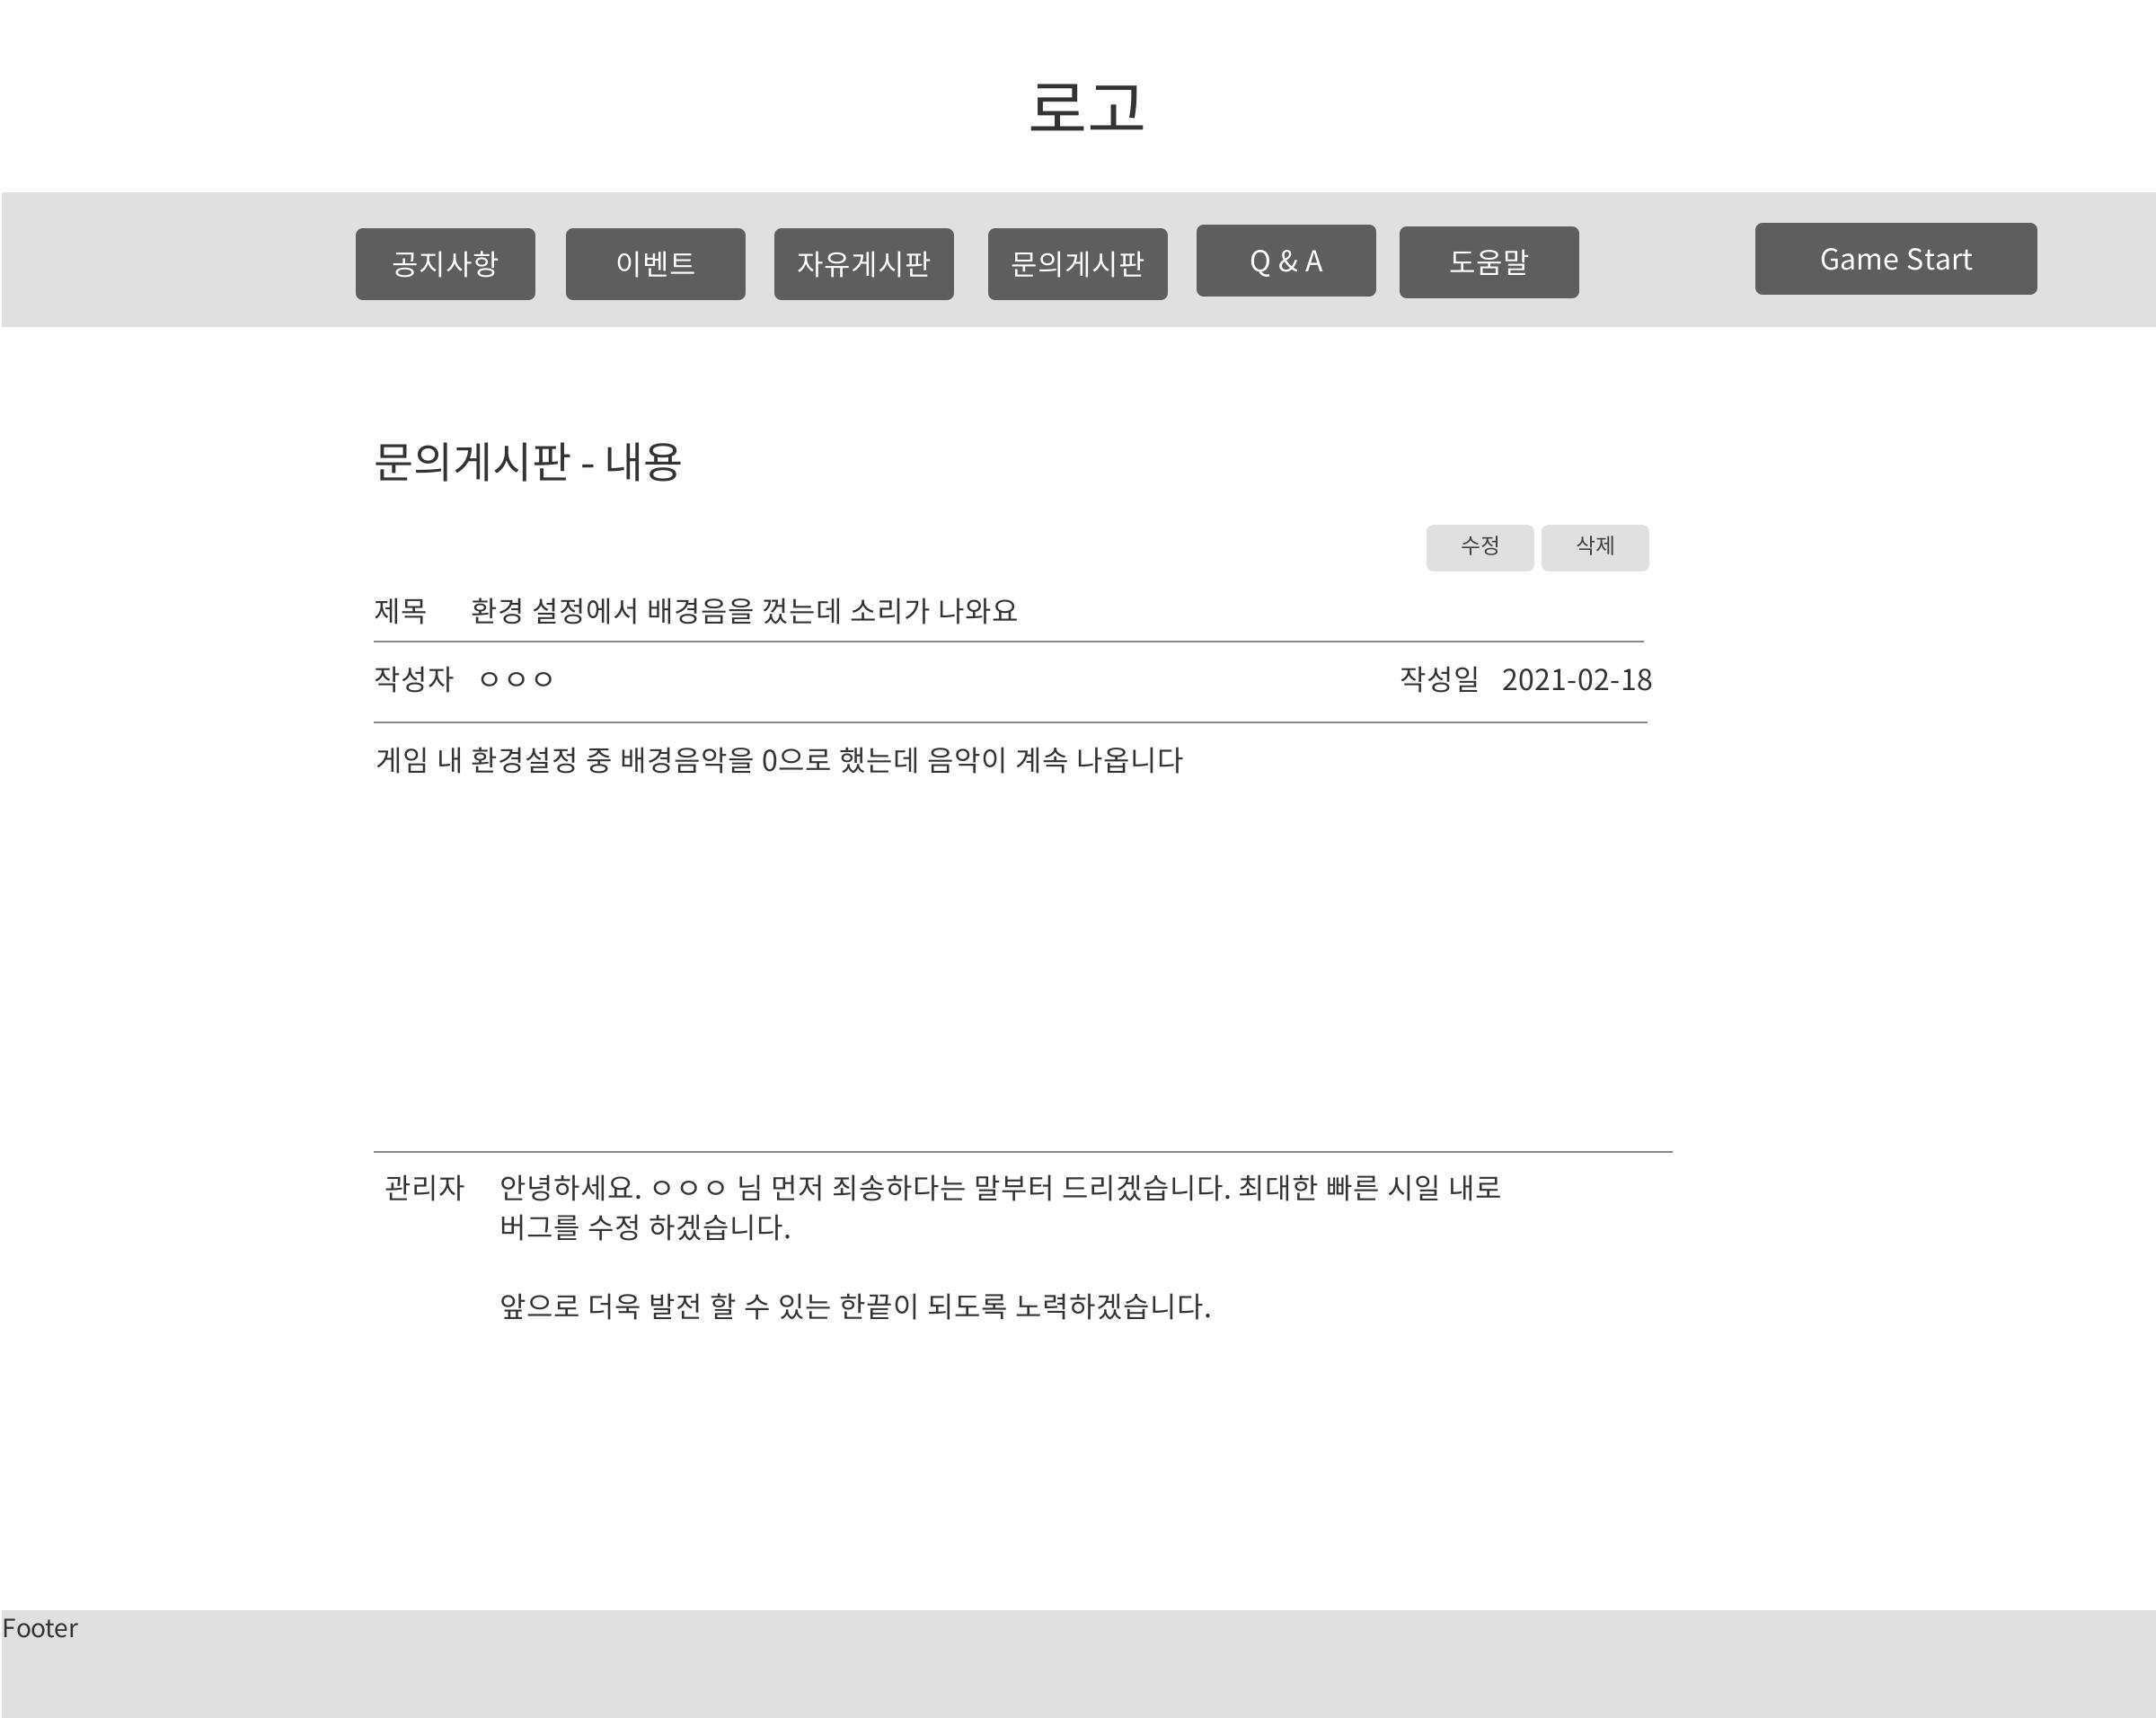 로고
공지사항 이벤트 자유게시판 문의게시판 Q & A 도움말 Game Start
문의게시판 - 내용
수정 삭제
제목 환경 설정에서 배경음을 껐는데 소리가 나와요
작성자 ㅇㅇㅇ 작성일 2021-02-18
게임 내 환경설정 중 배경음악을 0으로 했는데 음악이 계속 나옵니다
관리자 안녕하세요. ㅇㅇㅇ 님 먼저 죄송하다는 말부터 드리겠습니다. 최대한 빠른 시일 내로
버그를 수정 하겠습니다.
앞으로 더욱 발전 할 수 있는 한끝이 되도록 노력하겠습니다.
Footer